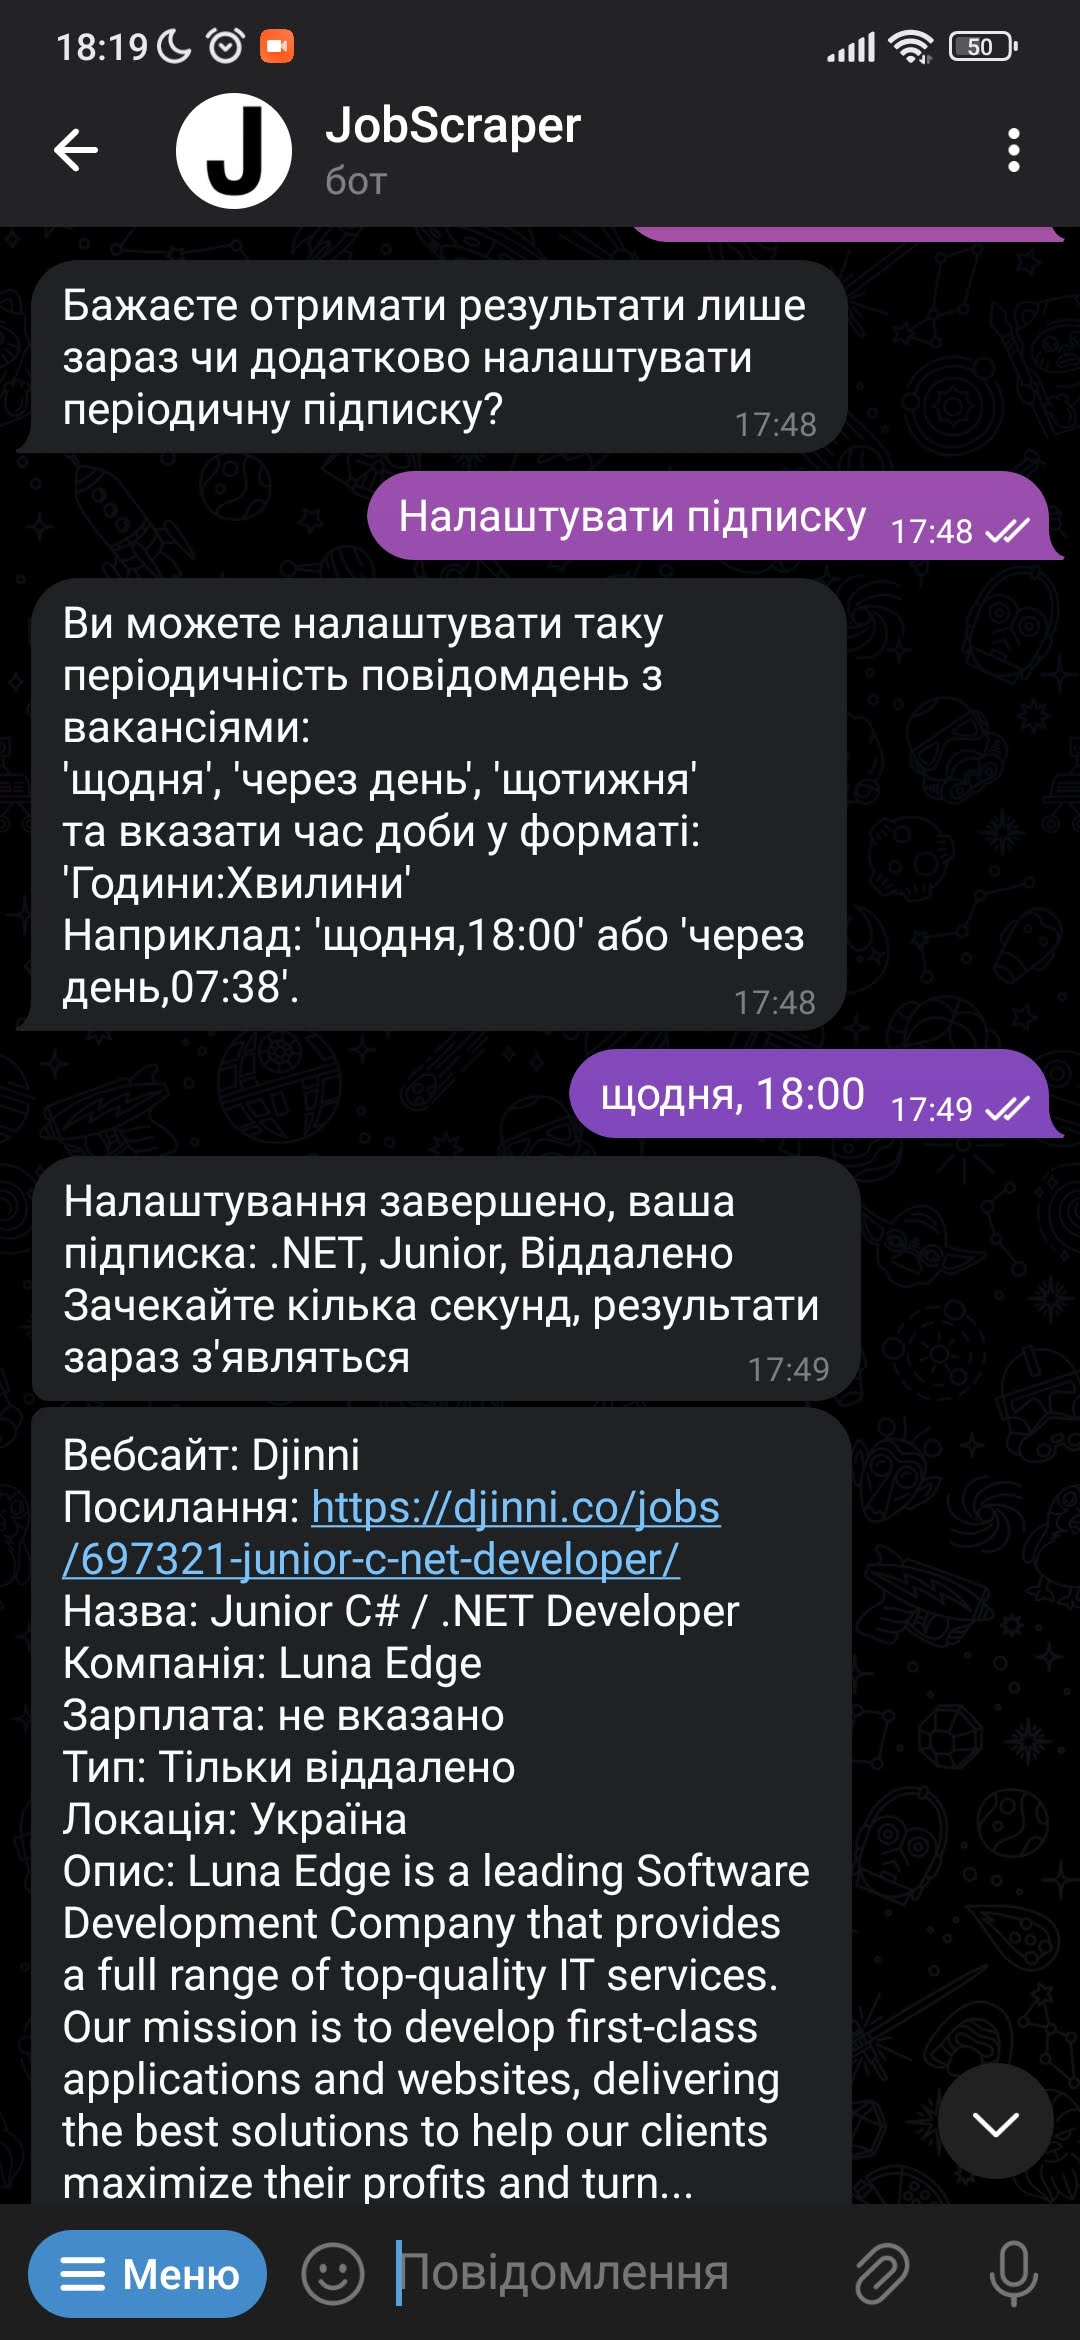 18:19
50
JobScraper
бот
Бажаєте отримати результати лише
зараз чи додатково налаштувати
періодичну підписку?
17:48
Налаштувати підписку 17:48
Ви можете налаштувати таку
періодичність повідомдень з
вакансіями:
'щодня', 'через день', 'щотижня'
та вказати час доби у форматі:
'Години:Хвилини'
Наприклад: 'щодня,18:00' або 'через
день,07:38'.
17:48
щодня, 18:00 17:49
Налаштування завершено, ваша
підписка: .NET, Junior, Віддалено
Зачекайте кілька секунд, результати
зараз з'являться
17:49
Вебсайт: Djinni
Посилання: https://djinni.co/jobs
/697321-junior-c-net-developer/
Назва: Junior C# / .NET Developer
Компанія: Luna Edge
Зарплата: не вказано
Тип: Тільки віддалено
Локація: Україна
Опис: Luna Edge is a leading Software
Development Company that provides
a full range of top-quality IT services.
Our mission is to develop first-class
applications and websites, delivering
the best solutions to help our clients
maximize their profits and turn...
Меню
Повідомлення